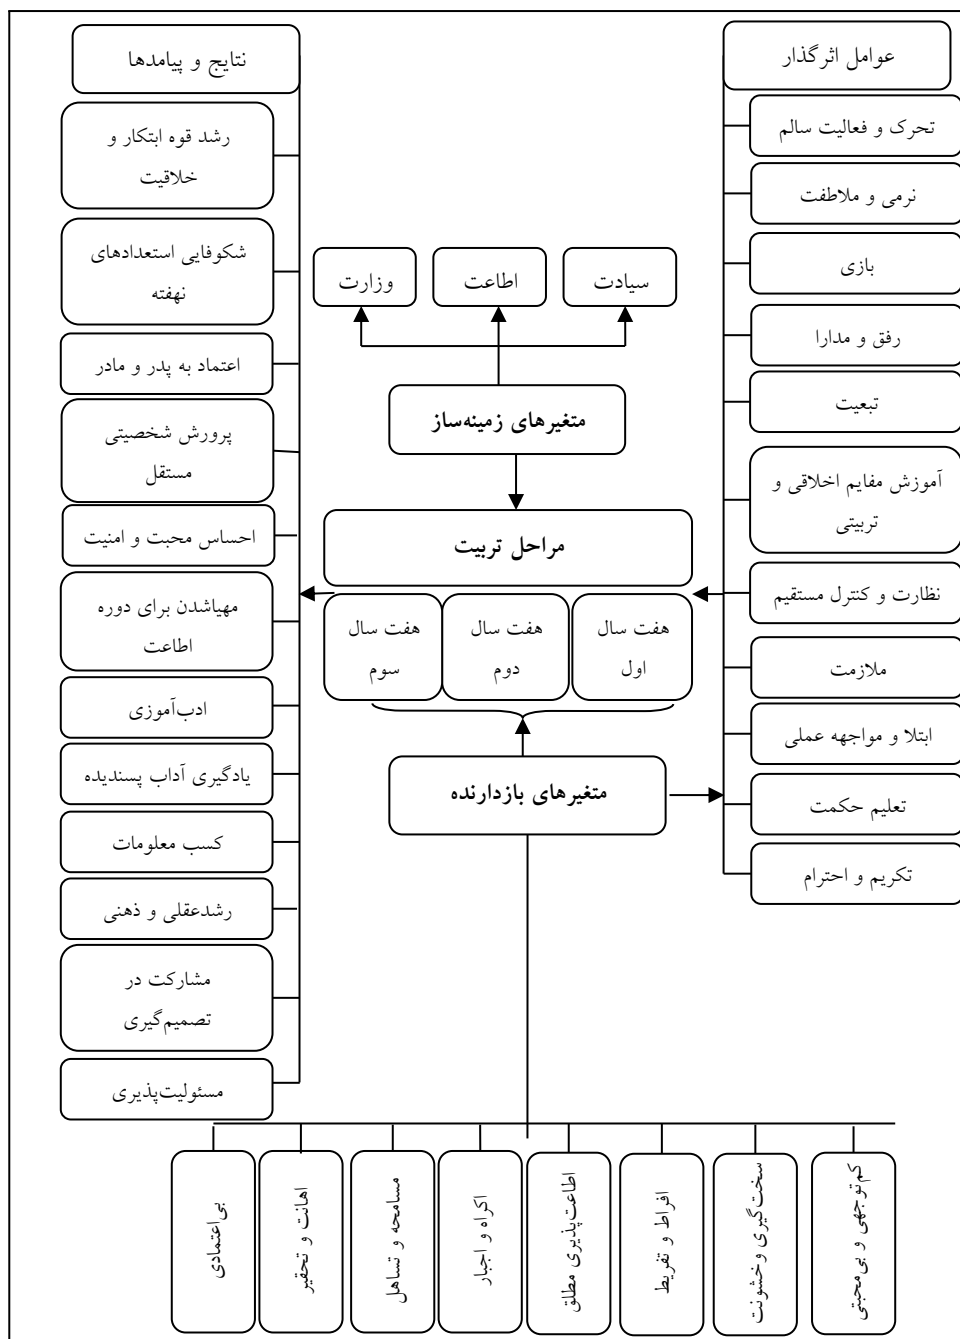 عوامل اثرگذار
تحرک و فعالیت سالم
نرمی و ملاطفت
بازی
رفق و مدارا
تبعیت
آموزش مفایم اخلاقی و
تربیتی
نظارت و کنترل مستقیم
ملازمت
ابتلا و مواجهه عملی
تعلیم حکمت
تکریم و احترام
سیادت
اطاعت
وزارت
متغیرهای زمینه‌ساز
مراحل تربیت
هفت سال
اول
هفت سال
دوم
هفت سال
سوم
متغیرهای بازدارنده
نتایج و پیامدها
رشد قوه ابتکار و
خلاقیت
شکوفایی استعدادهای
نهفته
اعتماد به پدر و مادر
پرورش شخصیتی
مستقل
احساس محبت و امنیت
مهیاشدن برای دوره
اطاعت
ادب‌آموزی
یادگیری آداب پسندیده
کسب معلومات
رشدعقلی و ذهنی
مشارکت در
تصمیم‌گیری
مسئولیت‌پذیری
کم‌توجهی و بی‌محبتی
سخت‌گیری و خشونت
افراط و تفریط
اطاعت‌پذیری مطلق
اکراه و اجبار
مسامحه و تساهل
اهانت و تحقیر
بی‌اعتمادی